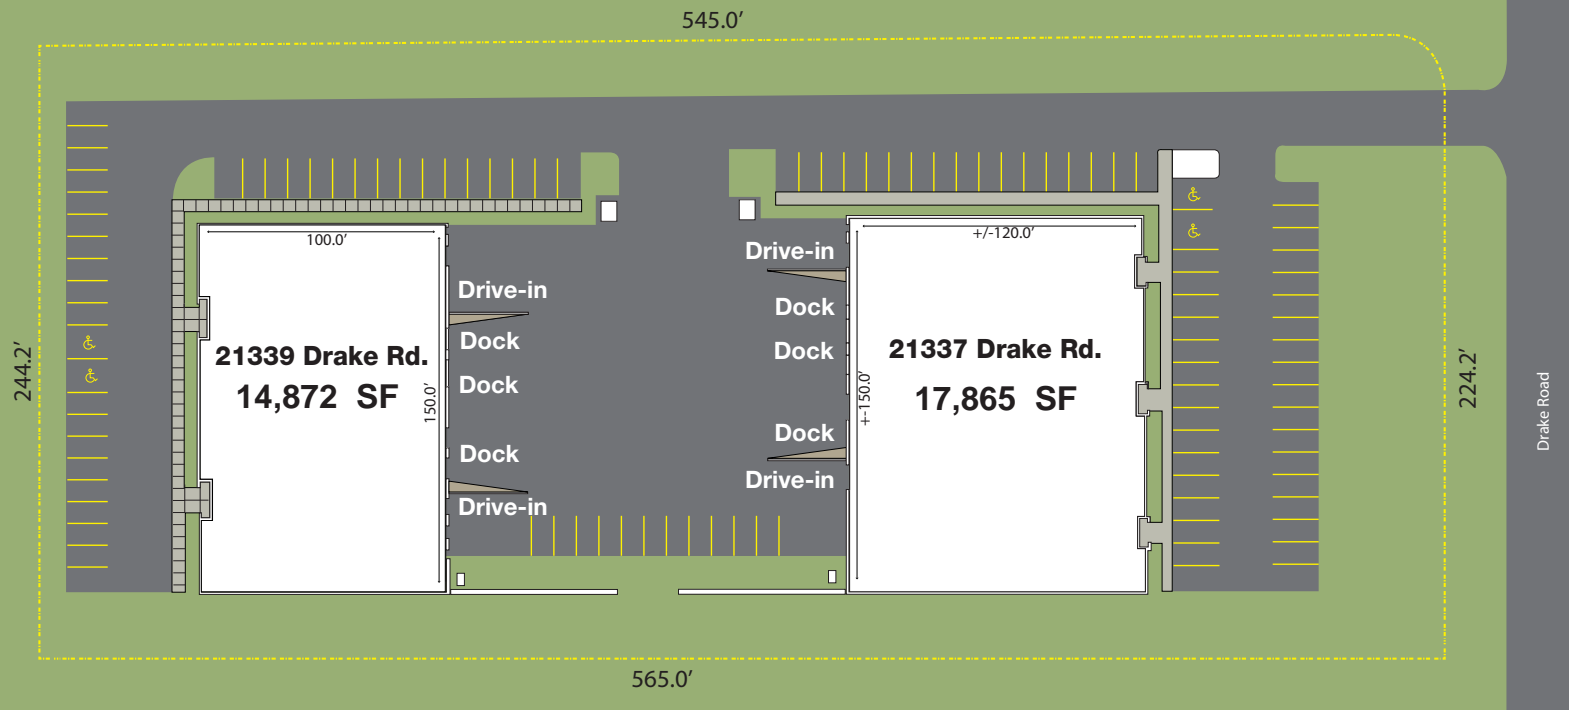 545.0’
100.0’
+/-120.0’
Drive-in
Drive-in
Dock
Dock
21339 Drake Rd.
14,872 SF
Dock
Dock
21337 Drake Rd.
17,865 SF
150.0’
+-150.0’
244.2’
224.2’
Drake Road
Dock
Dock
Drive-in
Drive-in
565.0’